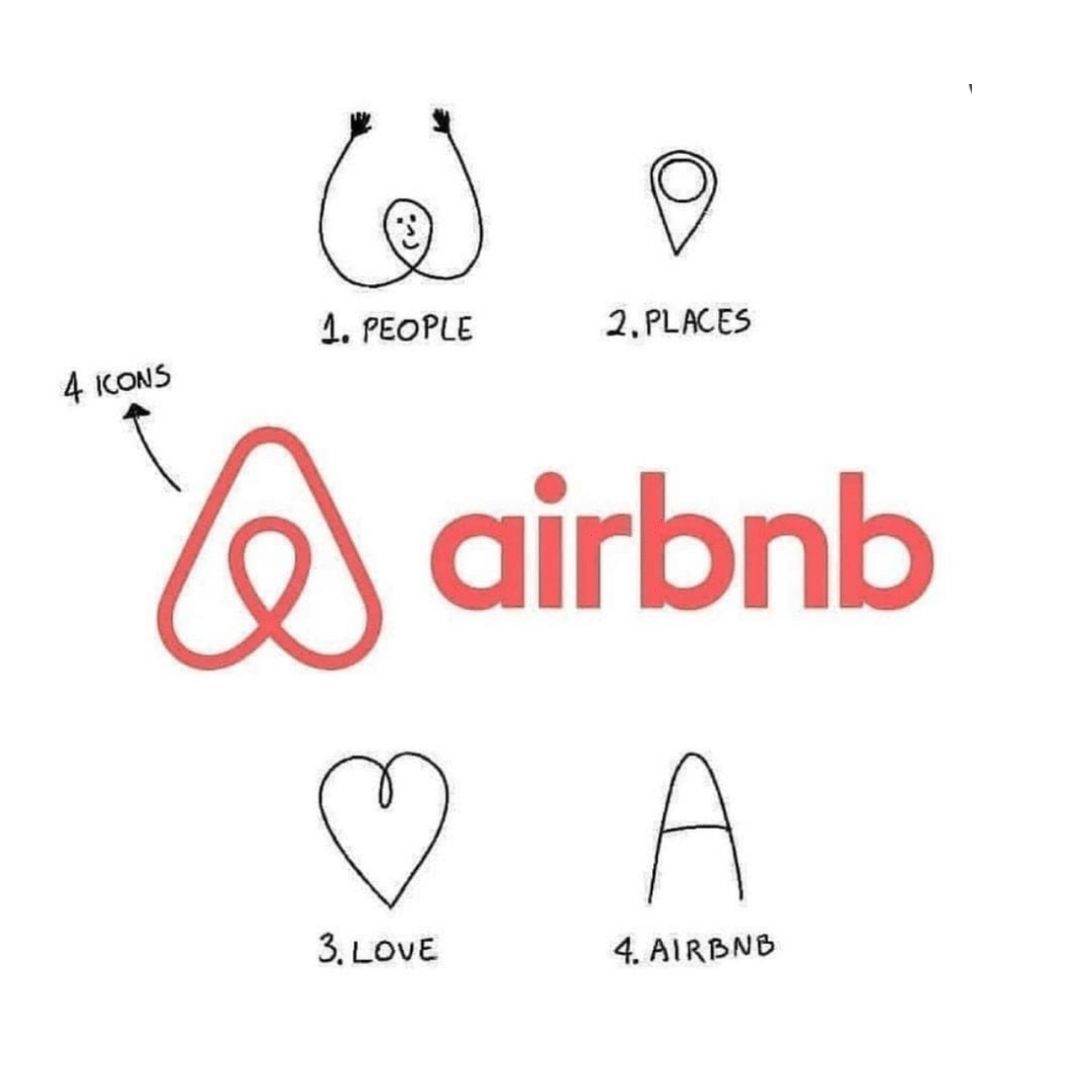 1. PEOPLE
2. PLACES
4 ICONS
airbnb
3. LOVE
4. AIRBNB